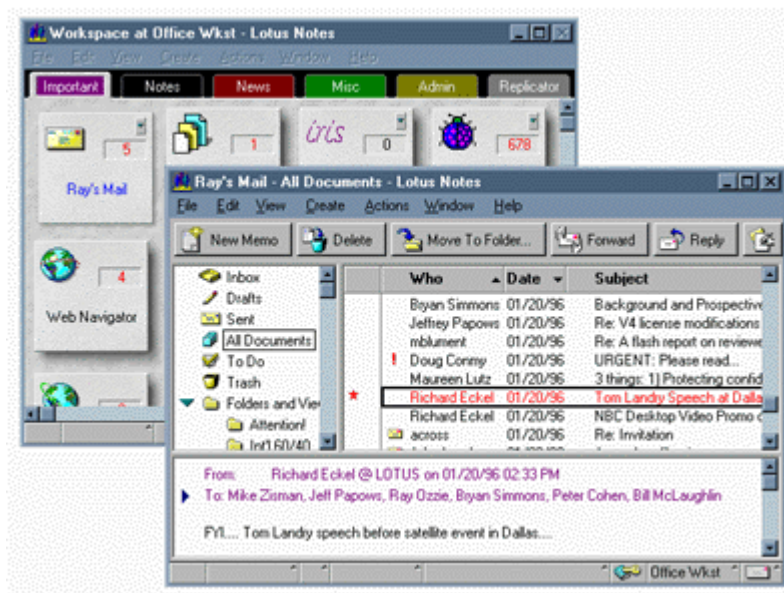 Workspace at Office Wkst - Lotus Notes
File Edit View Create Actions Window Help
Important Notes News Misc Admin Replicator
5 1 iris 0 678
Ray's Mail
4
Web Navigator
Ray's Mail - All Documents - Lotus Notes
File Edit View Create Actions Window Help
New Memo Delete Move To Folder... Forward Reply
Inbox
Drafts
Sent
All Documents
To Do
Trash
Folders and Vie
Attention!
Int'l 60/40
Who Date Subject
Bryan Simmons 01/20/96 Background and Prospective
Jeffrey Papows 01/20/96 Re: V4 license modifications
mblument 01/20/96 Re: A flash report on reviewe
! Doug Conmy 01/20/96 URGENT: Please read...
Maureen Lutz 01/20/96 3 things: 1) Protecting confid
Richard Eckel 01/20/96 Tom Landy Speech at Dalla
Richard Eckel 01/20/96 NBC Desktop Video Promo
across 01/20/96 Re: Invitation
From: Richard Eckel @ LOTUS on 01/20/96 02:33 PM
To: Mike Zisman, Jeff Papows, Ray Ozzie, Bryan Simmons, Peter Cohen, Bill McLaughlin
FYI.... Tom Landy speech before satellite event in Dallas....
Office Wkst